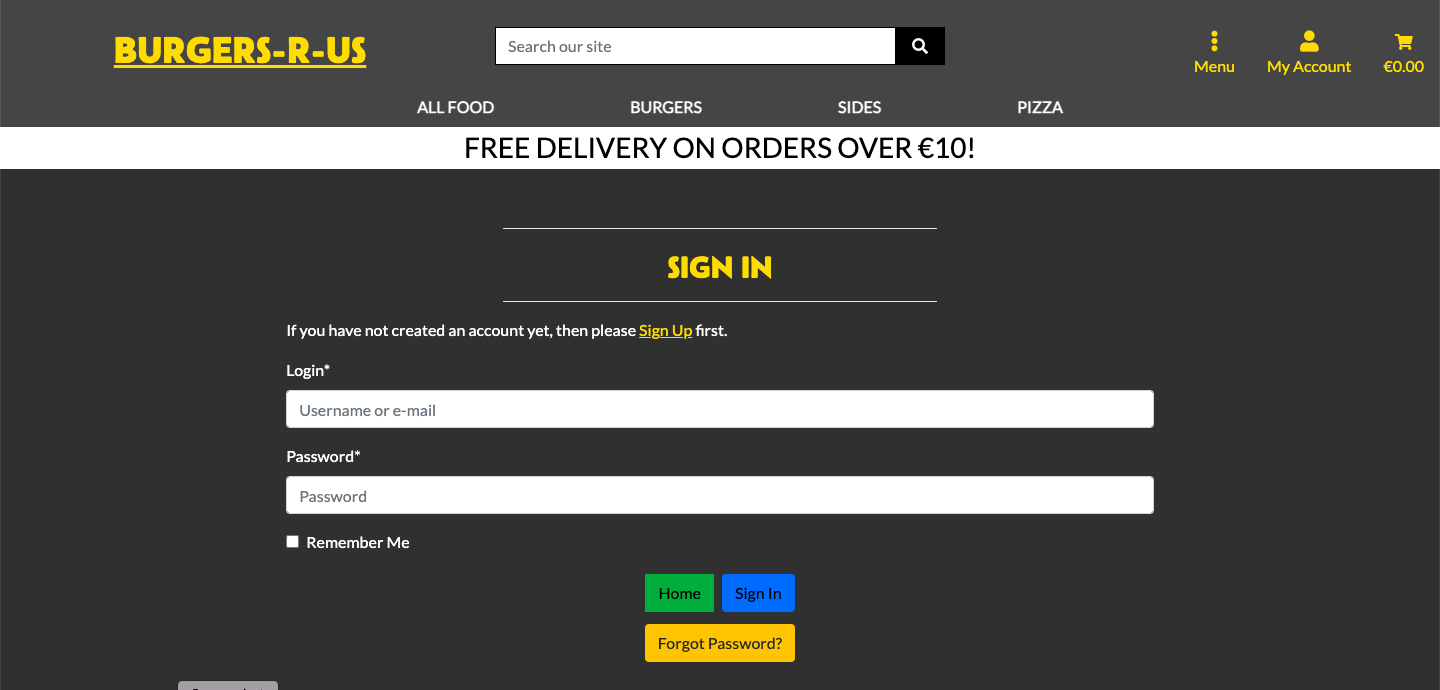 BURGERS-R-US
Search our site
Menu
My Account
€0.00
ALL FOOD
BURGERS
SIDES
PIZZA
FREE DELIVERY ON ORDERS OVER €10!
SIGN IN
If you have not created an account yet, then please Sign Up first.
Login*
Username or e-mail
Password*
Password
Remember Me
Home
Sign In
Forgot Password?